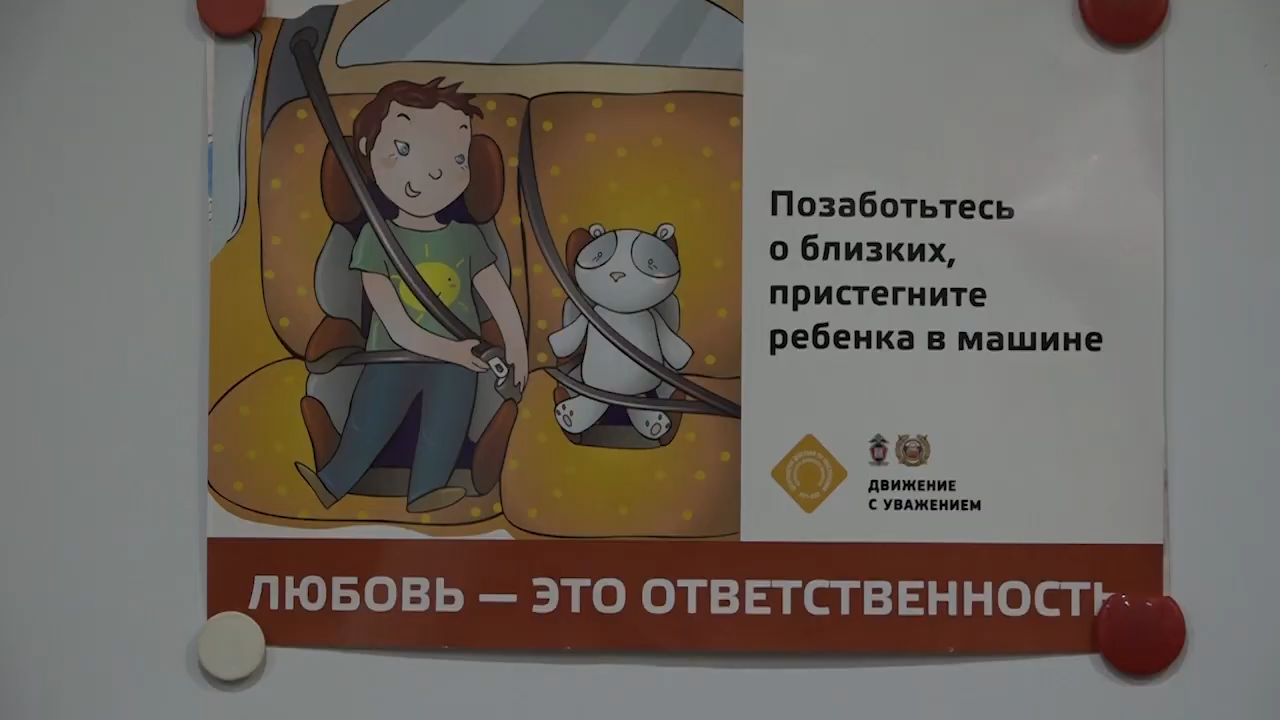 Позаботьтесь
о близких,
пристегните
ребенка в машине
ДВИЖЕНИЕ
С УВАЖЕНИЕМ
ЛЮБОВЬ — ЭТО ОТВЕТСТВЕННОСТЬ